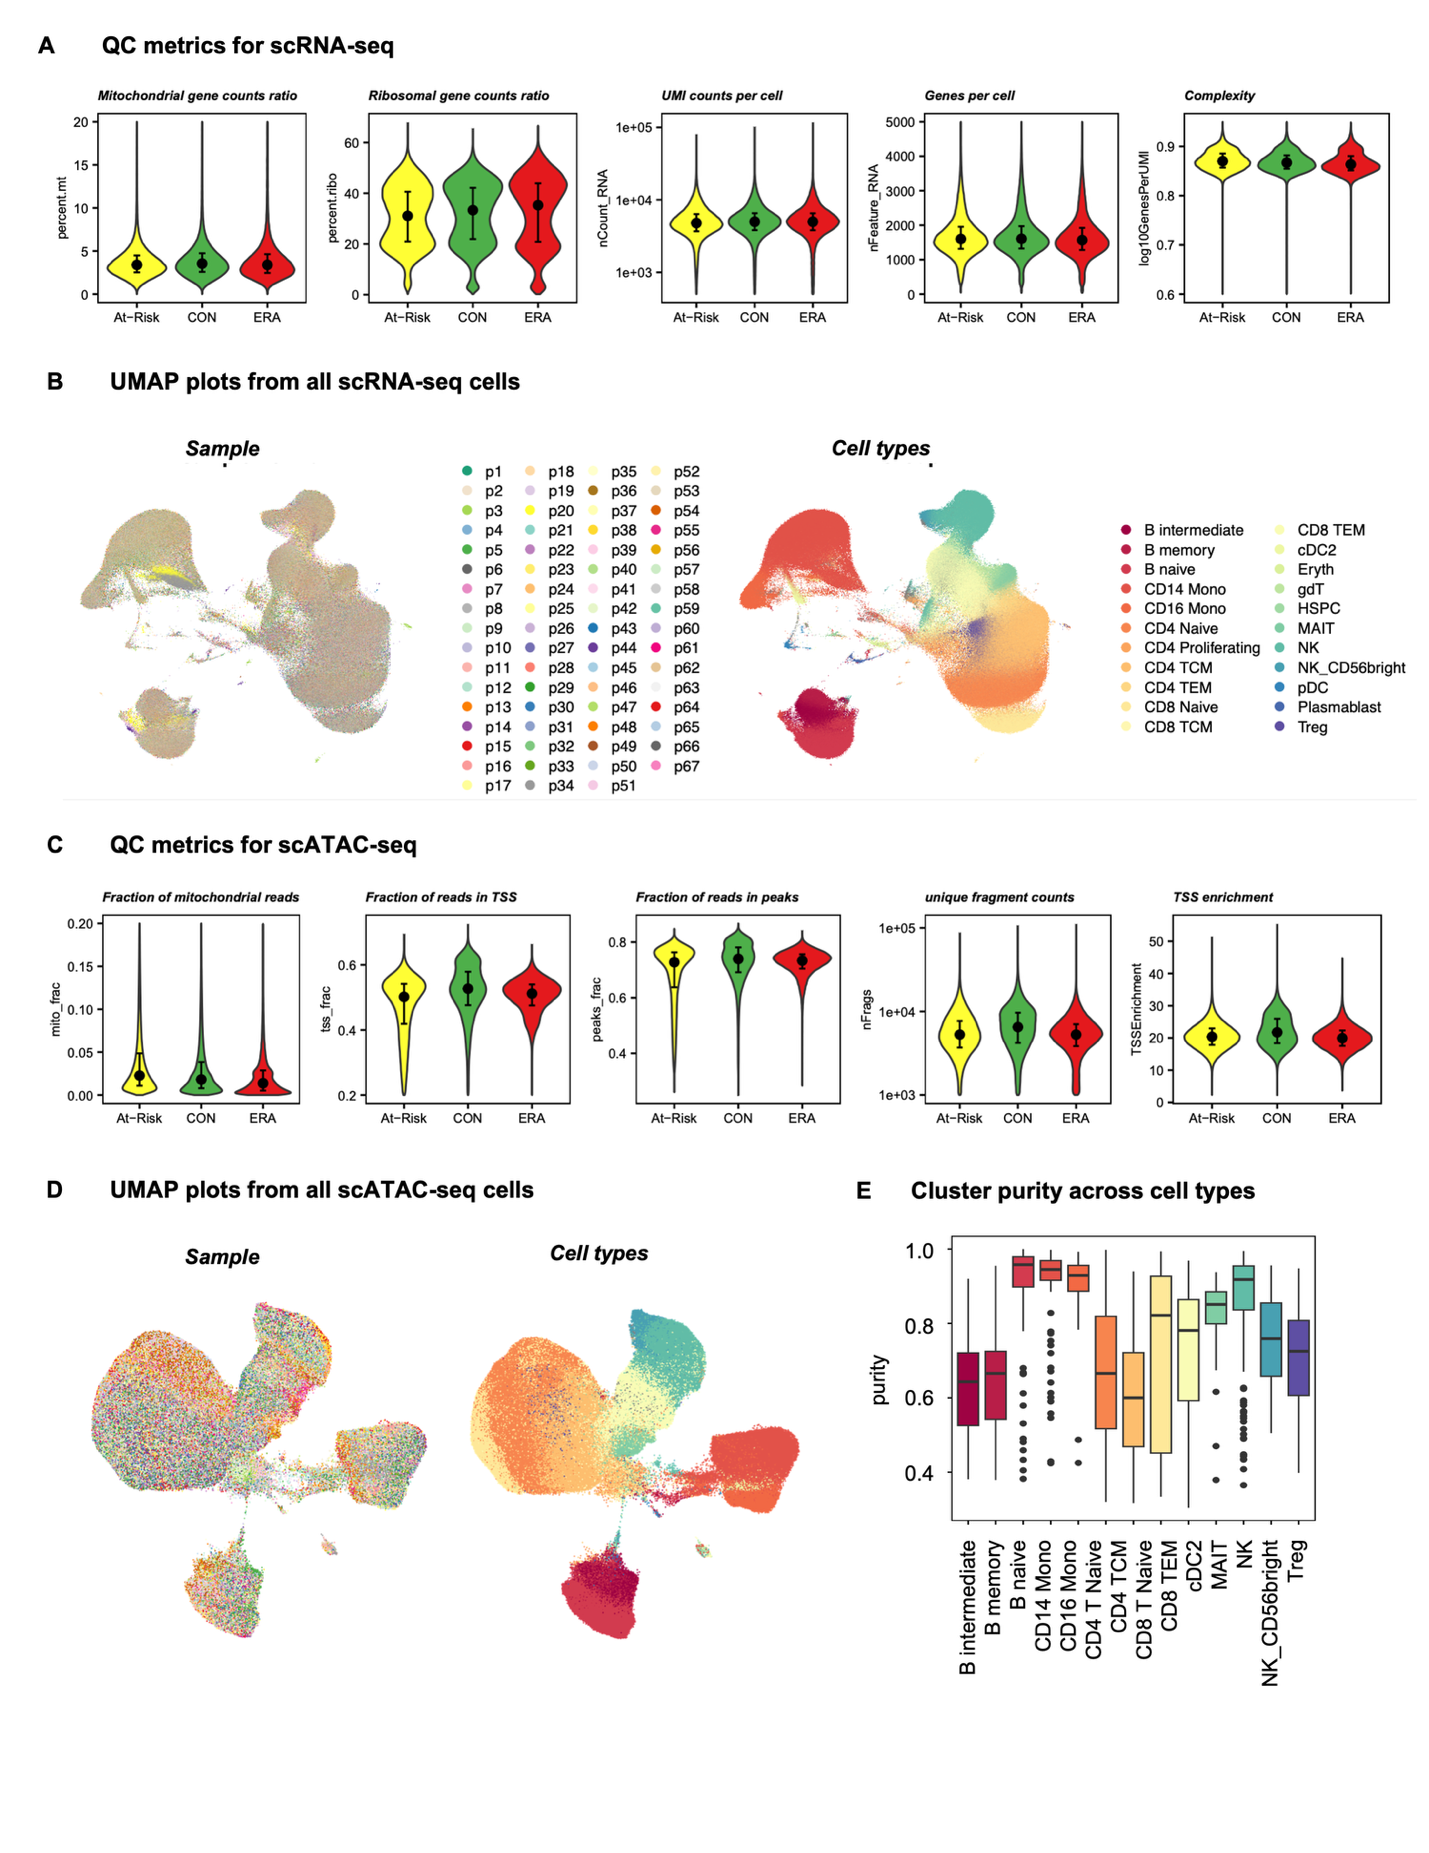 A QC metrics for scRNA-seq
Mitochondrial gene counts ratio
percent.mt
20
15
10
5
0
At-Risk CON ERA
Ribosomal gene counts ratio
percent.ribo
60
40
20
0
At-Risk CON ERA
UMI counts per cell
nCount_RNA
1e+05
1e+04
1e+03
At-Risk CON ERA
Genes per cell
nFeature_RNA
5000
4000
3000
2000
1000
0
At-Risk CON ERA
Complexity
log10GenesPerUMI
0.9
0.8
0.7
0.6
At-Risk CON ERA
B UMAP plots from all scRNA-seq cells
Sample
p1 p18 p35 p52
p2 p19 p36 p53
p3 p20 p37 p54
p4 p21 p38 p55
p5 p22 p39 p56
p6 p23 p40 p57
p7 p24 p41 p58
p8 p25 p42 p59
p9 p26 p43 p60
p10 p27 p44 p61
p11 p28 p45 p62
p12 p29 p46 p63
p13 p30 p47 p64
p14 p31 p48 p65
p15 p32 p49 p66
p16 p33 p50 p67
p17 p34 p51
Cell types
B intermediate CD8 TEM
B memory cDC2
B naive Eryth
CD14 Mono gdT
CD16 Mono HSPC
CD4 Naive MAIT
CD4 Proliferating NK
CD4 TCM NK_CD56bright
CD4 TEM pDC
CD8 Naive Plasmablast
CD8 TCM Treg
C QC metrics for scATAC-seq
Fraction of mitochondrial reads
mito_frac
0.20
0.15
0.10
0.05
0.00
At-Risk CON ERA
Fraction of reads in TSS
tss_frac
0.6
0.4
0.2
At-Risk CON ERA
Fraction of reads in peaks
peaks_frac
0.8
0.6
0.4
At-Risk CON ERA
unique fragment counts
nFrags
1e+05
1e+04
1e+03
At-Risk CON ERA
TSS enrichment
TSSEnrichment
50
40
30
20
10
0
At-Risk CON ERA
D UMAP plots from all scATAC-seq cells
Sample
Cell types
E Cluster purity across cell types
purity
1.0
0.8
0.6
0.4
B intermediate
B memory
B naive
CD14 Mono
CD16 Mono
CD4 T Naive
CD4 TCM
CD8 T Naive
CD8 TEM
cDC2
MAIT
NK
NK_CD56bright
Treg